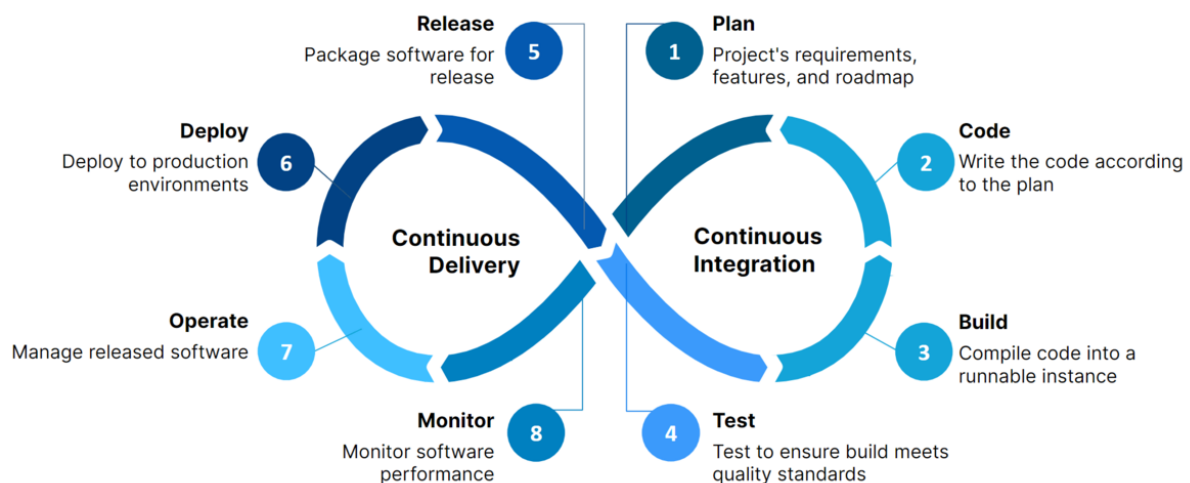 Release
Package software for
release
5
1
Plan
Project's requirements,
features, and roadmap
Deploy
Deploy to production
environments
6
2
Code
Write the code according
to the plan
Continuous
Delivery
Continuous
Integration
Operate
Manage released software
7
3
Build
Compile code into a
runnable instance
Monitor
Monitor software
performance
8
4
Test
Test to ensure build meets
quality standards